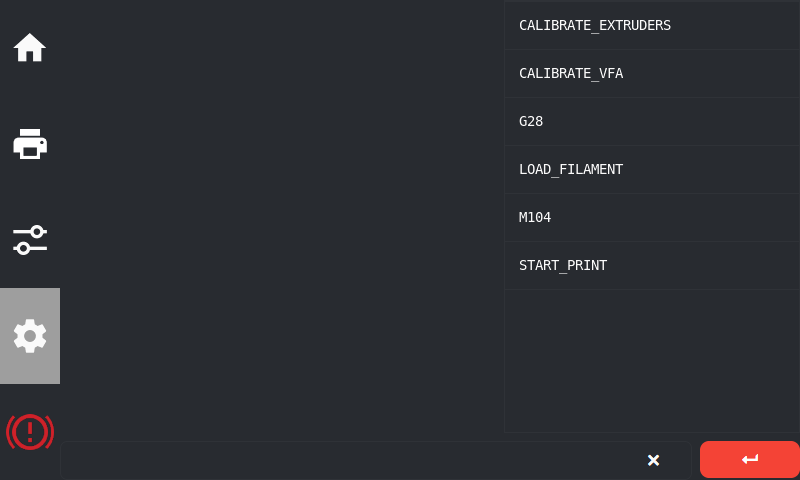 CALIBRATE_EXTRUDERS
CALIBRATE_VFA
G28
LOAD_FILAMENT
M104
START_PRINT